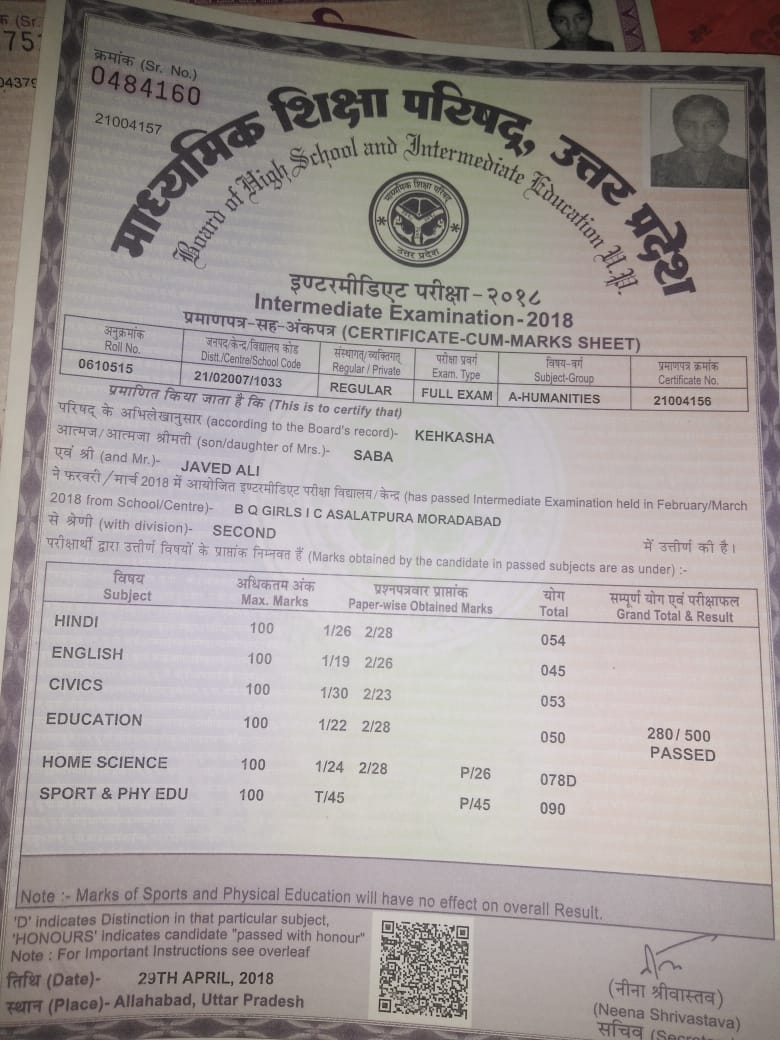 क्रमांक (Sr. No.)
0484160
21004157
माध्यमिक शिक्षा परिषद्, उत्तर प्रदेश
Board of High School and Intermediate Education U.P.
माध्यमिक शिक्षा परिषद्
उत्तर प्रदेश
इण्टरमीडिएट परीक्षा-२०१८
Intermediate Examination-2018
प्रमाणपत्र-सह-अंकपत्र (CERTIFICATE-CUM-MARKS SHEET)
अनुक्रमांक जनपद/केन्द्र/विद्यालय कोड संस्थागत/व्यक्तिगत् परीक्षा प्रवर्ग विषय-वर्ग प्रमाणपत्र क्रमांक
Roll No. Distt./Centre/School Code Regular / Private Exam. Type Subject-Group Certificate No.
0610515 21/02007/1033 REGULAR FULL EXAM A-HUMANITIES 21004156
प्रमाणित किया जाता है कि (This is to certify that)
परिषद् के अभिलेखानुसार (according to the Board's record)- KEHKASHA
आत्मज/आत्मजा श्रीमती (son/daughter of Mrs.)- SABA
एवं श्री (and Mr.)- JAVED ALI
ने फरवरी/मार्च 2018 में आयोजित इण्टरमीडिएट परीक्षा विद्यालय/केन्द्र (has passed Intermediate Examination held in February/March
2018 from School/Centre)- B Q GIRLS I C ASALATPURA MORADABAD
से श्रेणी (with division)- SECOND में उत्तीर्ण की है।
परीक्षार्थी द्वारा उत्तीर्ण विषयों के प्राप्तांक निम्नवत हैं (Marks obtained by the candidate in passed subjects are as under) :-
विषय अधिकतम अंक प्रश्नपत्रवार प्राप्तांक योग सम्पूर्ण योग एवं परीक्षाफल
Subject Max. Marks Paper-wise Obtained Marks Total Grand Total & Result
HINDI 100 1/26 2/28 054
ENGLISH 100 1/19 2/26 045
CIVICS 100 1/30 2/23 053
EDUCATION 100 1/22 2/28 050 280/ 500
PASSED
HOME SCIENCE 100 1/24 2/28 P/26 078D
SPORT & PHY EDU 100 T/45 P/45 090
Note :- Marks of Sports and Physical Education will have no effect on overall Result.
'D' indicates Distinction in that particular subject,
'HONOURS' indicates candidate "passed with honour"
Note : For Important Instructions see overleaf
तिथि (Date)- 29TH APRIL, 2018
स्थान (Place)- Allahabad, Uttar Pradesh
(नीना श्रीवास्तव)
(Neena Shrivastava)
सचिव